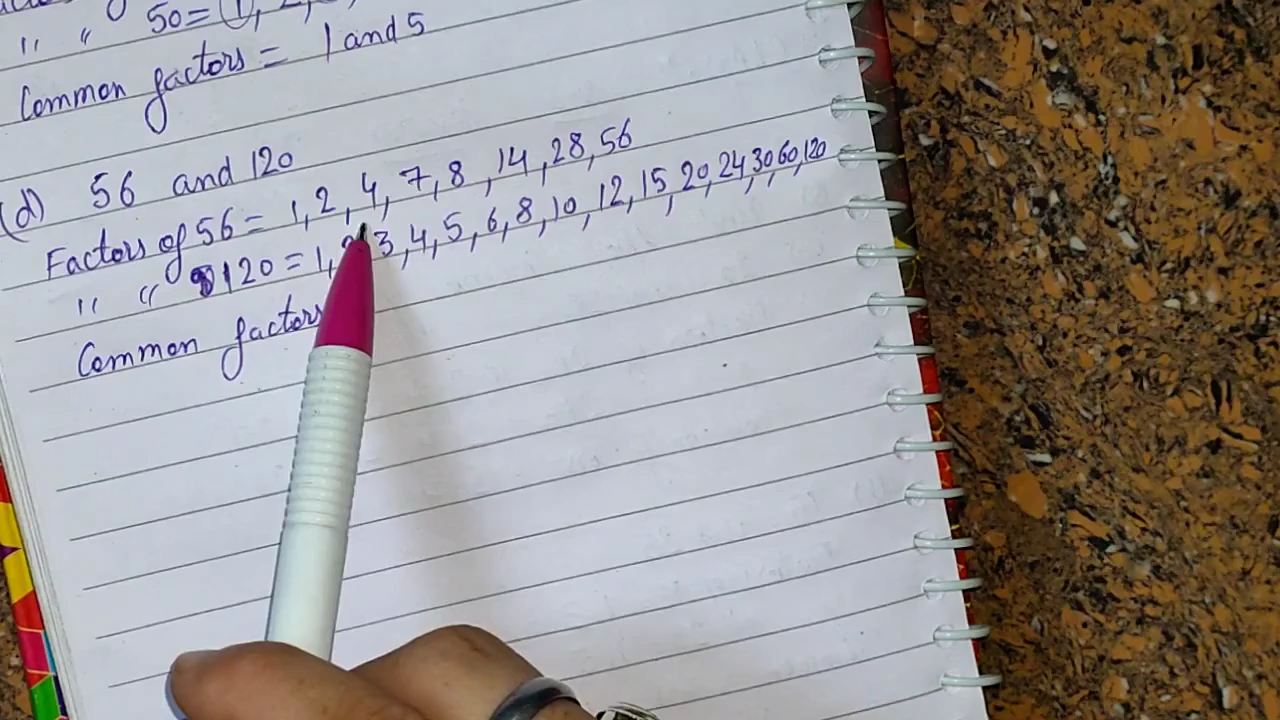 " " 50 = 1,
Common factors = 1 and 5
(d) 56 and 120
Factors of 56 = 1, 2, 4, 7, 8, 14, 28, 56
" " 120 = 1, 3, 4, 5, 6, 8, 10, 12, 15, 20, 24, 30, 60, 120
Common factors